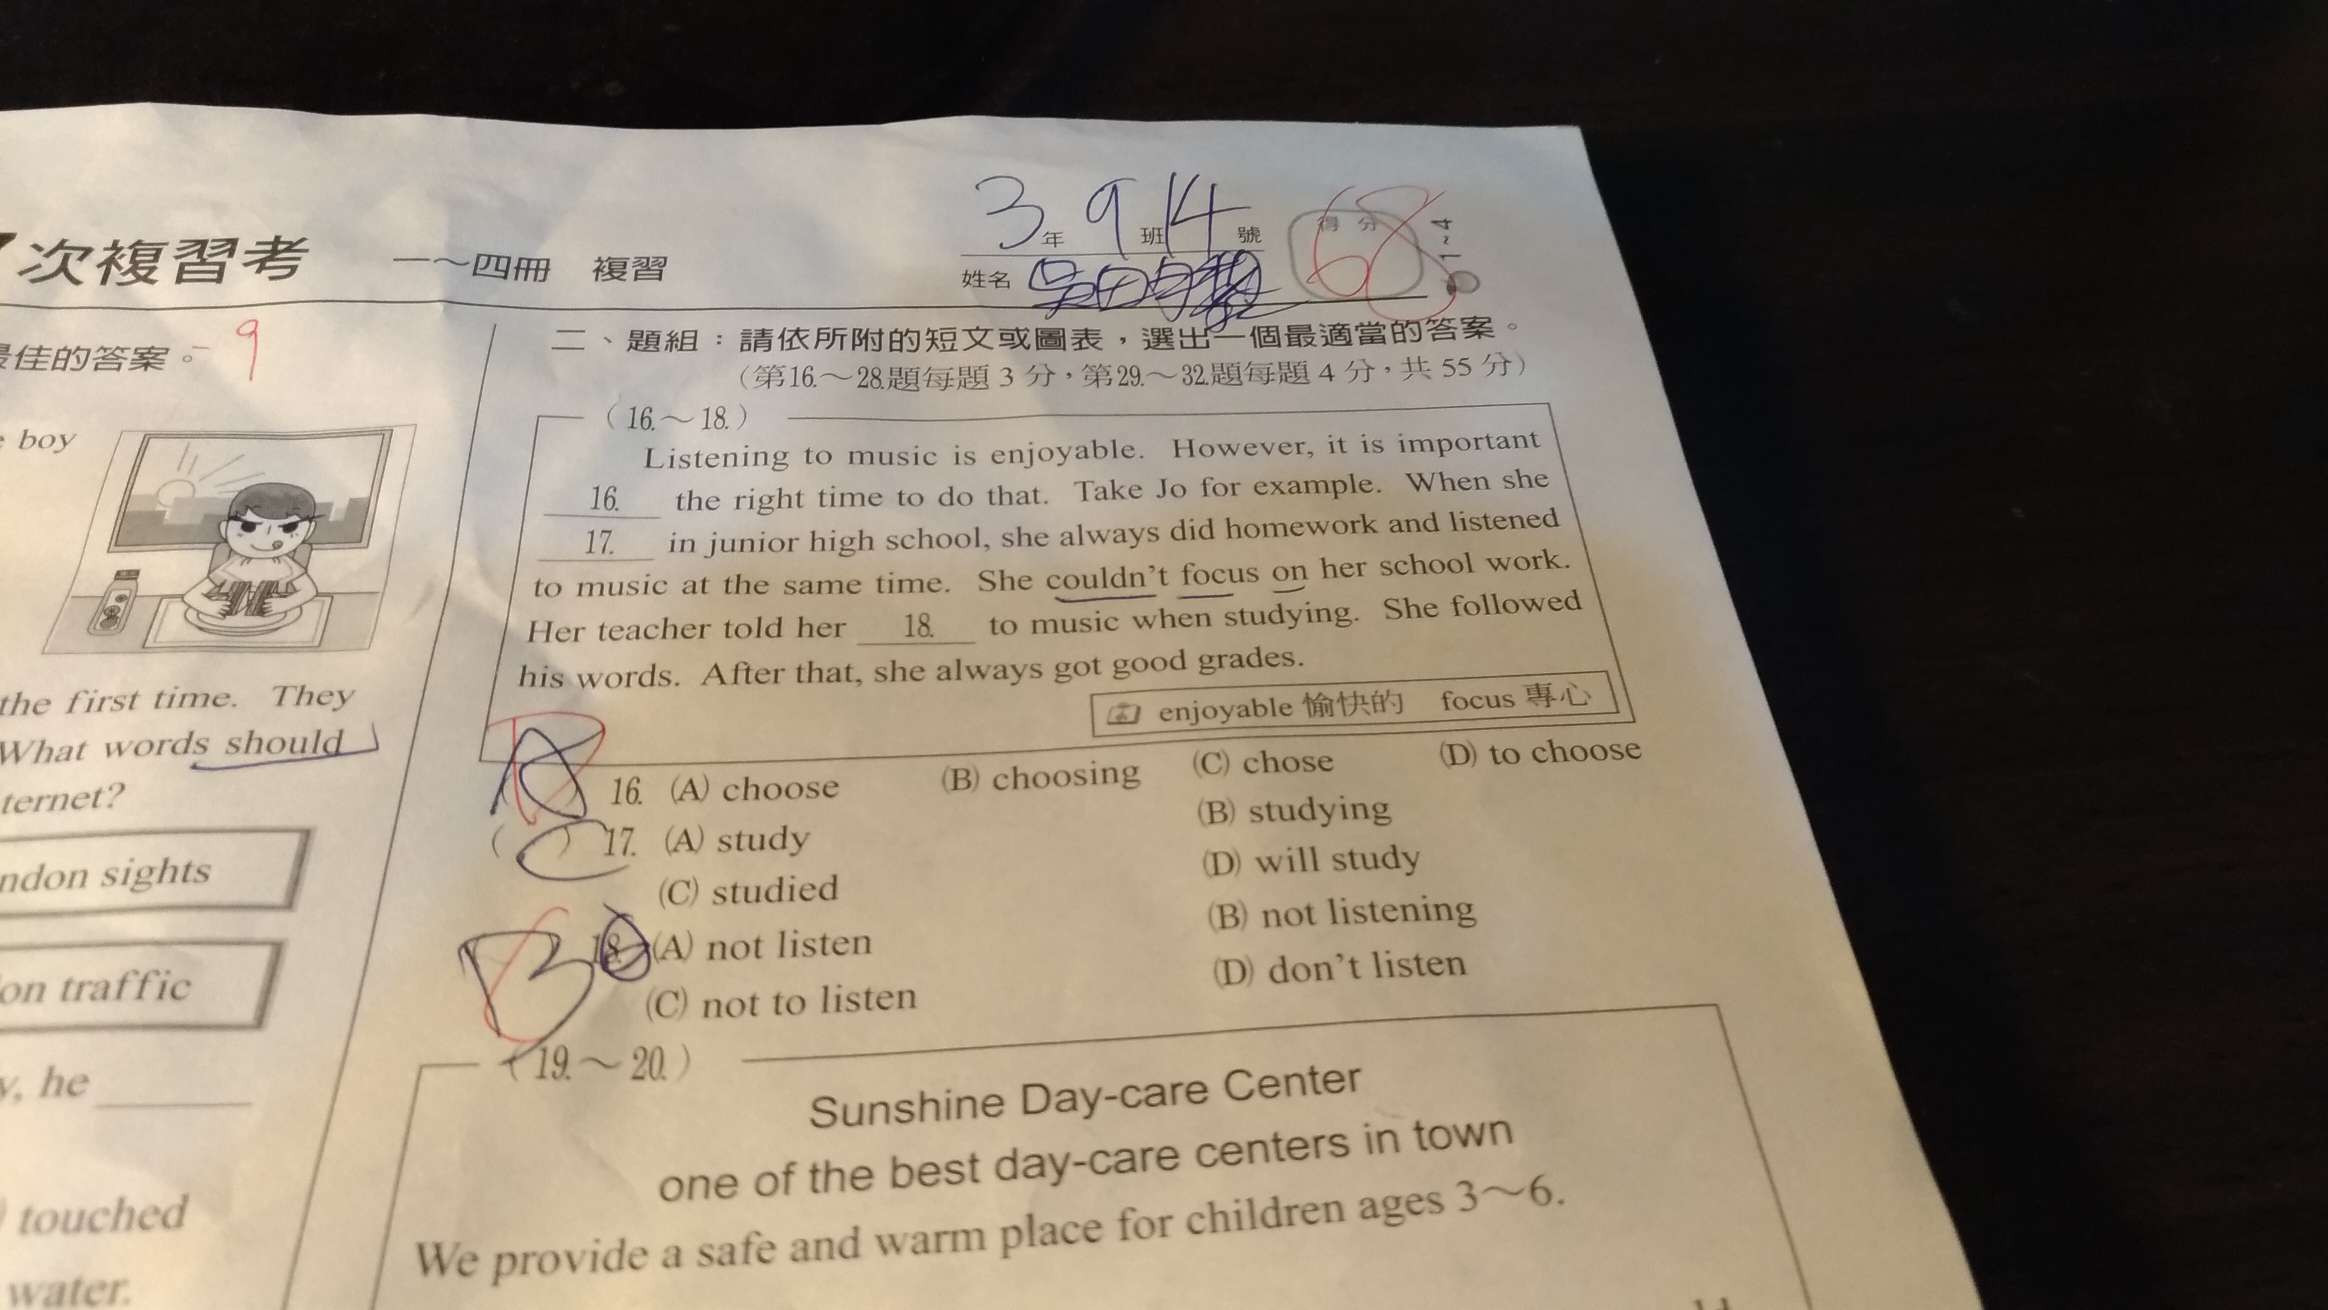 次複習考 一～四冊 複習
3年 9班 14號
姓名
得分 68
1~4
最佳的答案。 -9
boy
the first time. They
What words should
ternet?
ndon sights
on traffic
y, he
touched
water.
二、題組：請依所附的短文或圖表，選出一個最適當的答案。
（第16.～28.題每題 3 分，第29.～32.題每題 4 分，共 55 分）
（16.～18.）
Listening to music is enjoyable. However, it is important
16. the right time to do that. Take Jo for example. When she
17. in junior high school, she always did homework and listened
to music at the same time. She couldn't focus on her school work.
Her teacher told her 18. to music when studying. She followed
his words. After that, she always got good grades.
enjoyable 愉快的 focus 專心
(A) 16. (A) choose (B) choosing (C) chose (D) to choose
( C ) 17. (A) study (B) studying
(C) studied (D) will study
B 18. (A) not listen (B) not listening
(C) not to listen (D) don't listen
（19.～20.）
Sunshine Day-care Center
one of the best day-care centers in town
We provide a safe and warm place for children ages 3～6.